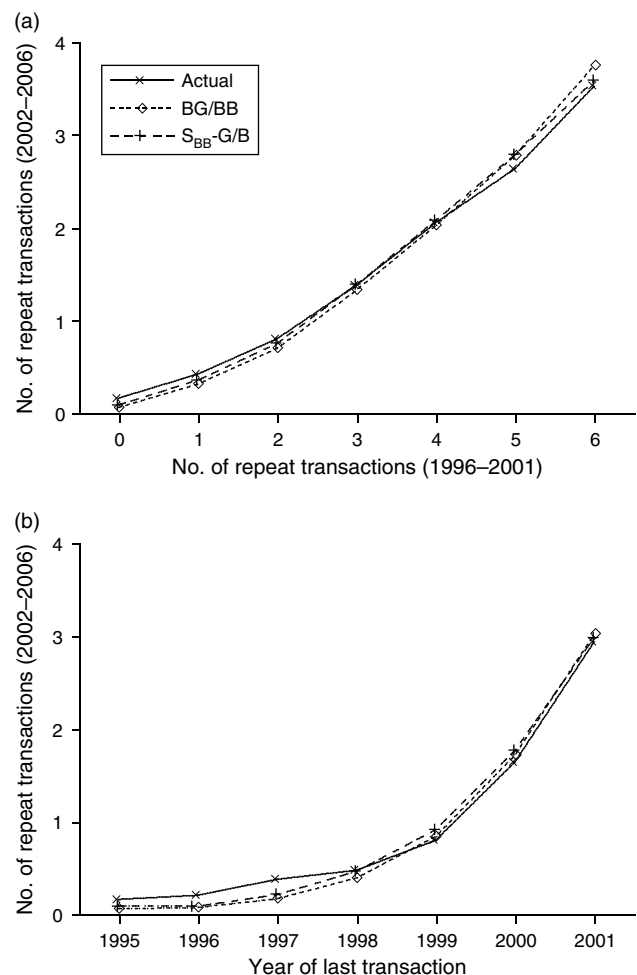 (a)
4
3
2
1
0
No. of repeat transactions (2002–2006)
Actual
BG/BB
S_BB-G/B
0 1 2 3 4 5 6
No. of repeat transactions (1996–2001)
(b)
4
3
2
1
0
No. of repeat transactions (2002–2006)
1995 1996 1997 1998 1999 2000 2001
Year of last transaction